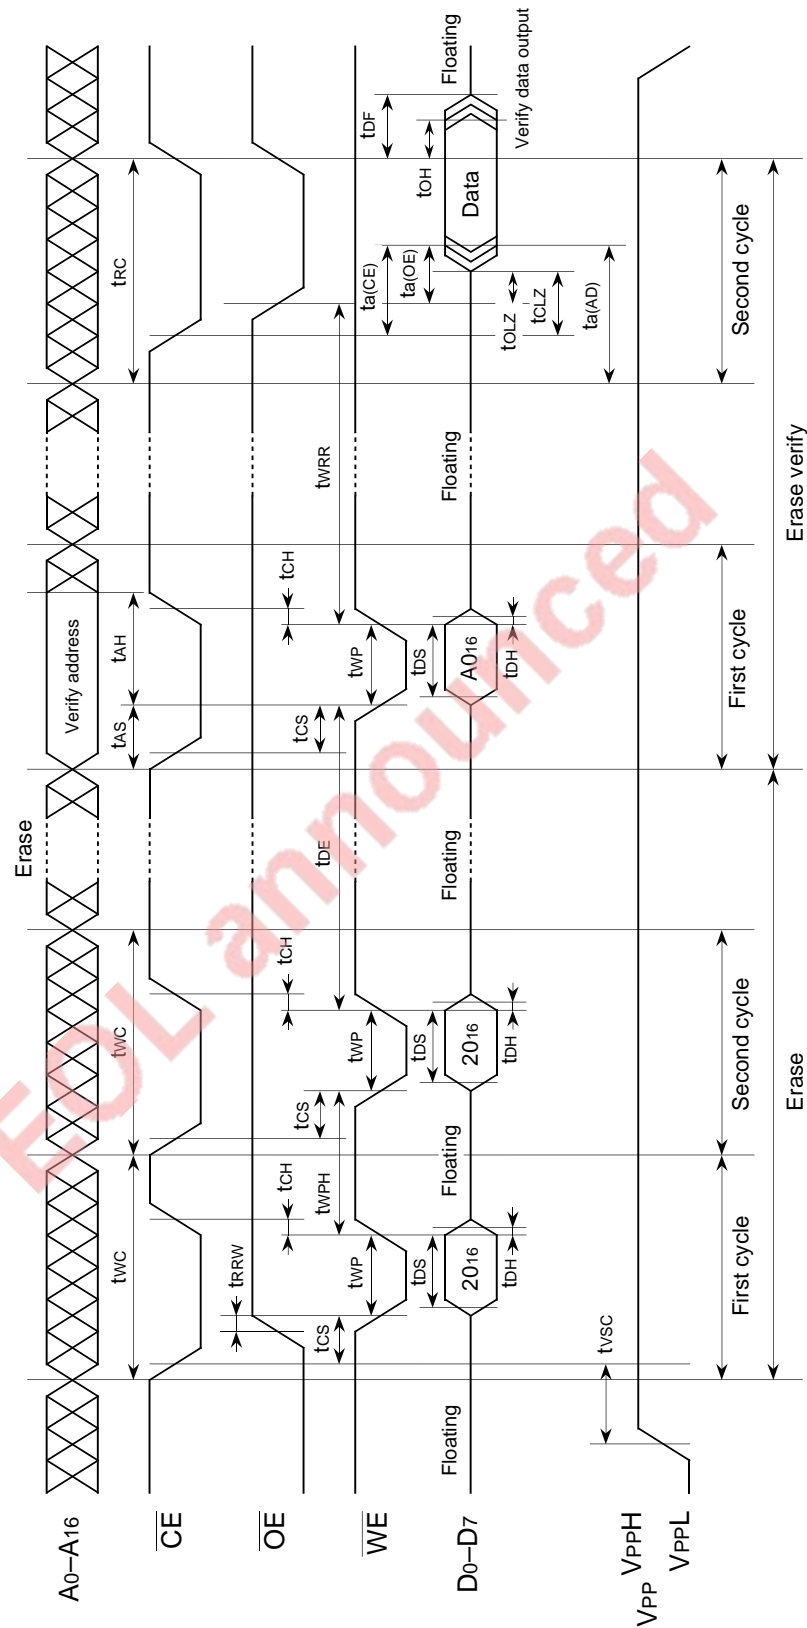 Erase
A0–A16
tWC
tWC
tAS
Verify address
tAH
tRC
CE
tRRW
tCH
tCH
tCH
OE
tCS
tWPH
tCS
tDE
tCS
tWRR
WE
tWP
tWP
tWP
ta(CE)
tDF
tDS
tDS
tDS
ta(OE)
tOH
D0–D7
Floating
2016
Floating
2016
Floating
A016
Floating
Data
Floating
tDH
tDH
tDH
tOLZ
Verify data output
tCLZ
ta(AD)
tVSC
VPP
VPPH
VPPL
First cycle
Second cycle
First cycle
Second cycle
Erase
Erase verify
EOL announced